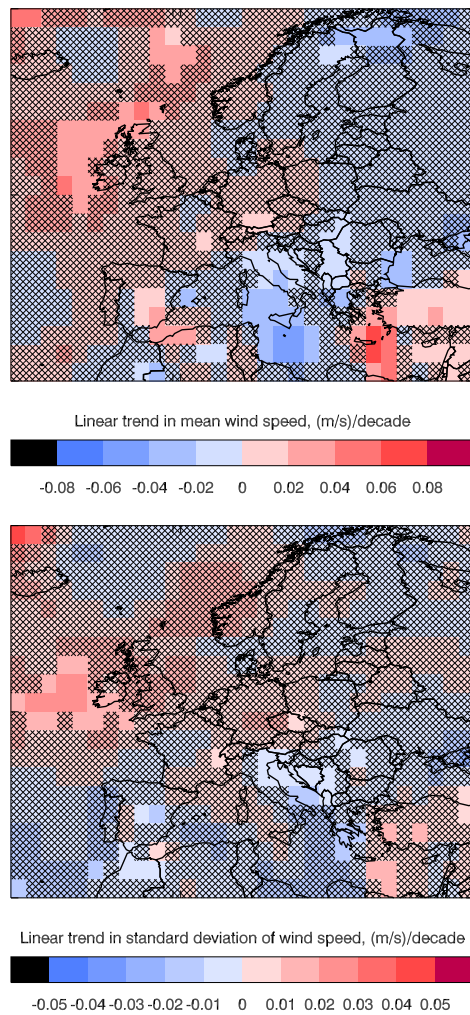 Linear trend in mean wind speed, (m/s)/decade
-0.08 -0.06 -0.04 -0.02 0 0.02 0.04 0.06 0.08
Linear trend in standard deviation of wind speed, (m/s)/decade
-0.05 -0.04 -0.03 -0.02 -0.01 0 0.01 0.02 0.03 0.04 0.05